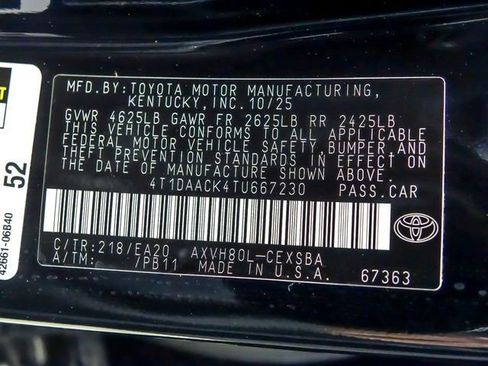 MFD.BY:TOYOTA MOTOR MANUFACTURING,
KENTUCKY, INC. 10/25
GVWR 4625LB GAWR FR 2625LB RR 2425LB
THIS VEHICLE CONFORMS TO ALL APPLICABLE
FEDERAL MOTOR VEHICLE SAFETY, BUMPER, AND
THEFT PREVENTION STANDARDS IN EFFECT ON
THE DATE OF MANUFACTURE SHOWN ABOVE.
4T1DAACK4TU667230 PASS.CAR
C/TR:218/EA20 AXVH80L-CEXSBA
A/TM: /PB11 MADE IN U.S.A. 67363
TOYOTA
52
42661-06B40